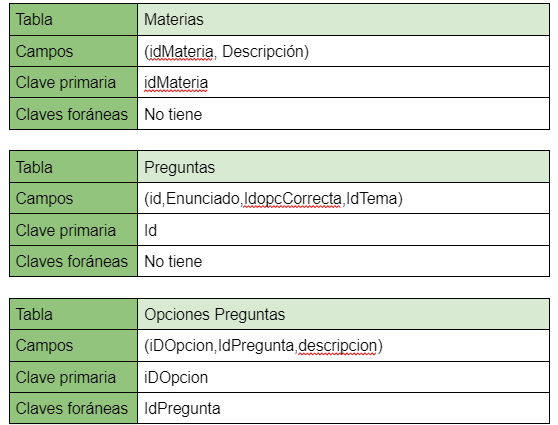 Tabla Materias
Campos (idMateria, Descripción)
Clave primaria idMateria
Claves foráneas No tiene
Tabla Preguntas
Campos (id,Enunciado,IdopcCorrecta,IdTema)
Clave primaria Id
Claves foráneas No tiene
Tabla Opciones Preguntas
Campos (iDOpcion,IdPregunta,descripcion)
Clave primaria iDOpcion
Claves foráneas IdPregunta